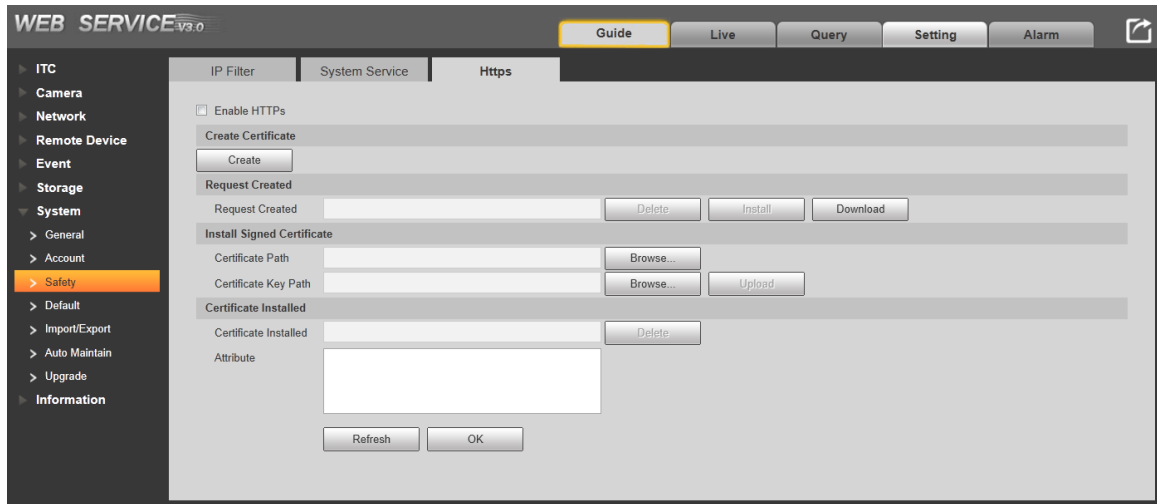 WEB SERVICE V3.0
Guide
Live
Query
Setting
Alarm
ITC
Camera
Network
Remote Device
Event
Storage
System
General
Account
Safety
Default
Import/Export
Auto Maintain
Upgrade
Information
IP Filter
System Service
Https
Enable HTTPs
Create Certificate
Create
Request Created
Request Created Delete Install Download
Install Signed Certificate
Certificate Path Browse...
Certificate Key Path Browse... Upload
Certificate Installed
Certificate Installed Delete
Attribute
Refresh OK